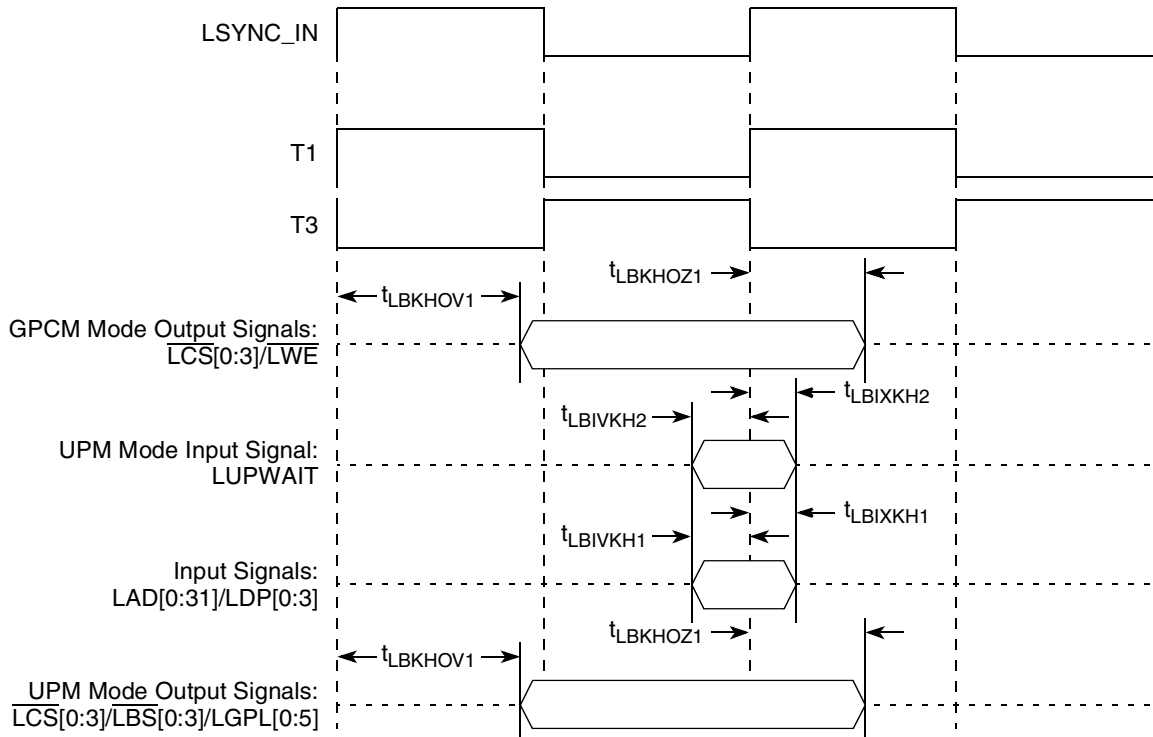 LSYNC_IN
T1
T3
tLBKHOZ1
tLBKHOV1
GPCM Mode Output Signals:
LCS[0:3]/LWE
tLBIXKH2
tLBIVKH2
UPM Mode Input Signal:
LUPWAIT
tLBIXKH1
tLBIVKH1
Input Signals:
LAD[0:31]/LDP[0:3]
tLBKHOZ1
tLBKHOV1
UPM Mode Output Signals:
LCS[0:3]/LBS[0:3]/LGPL[0:5]